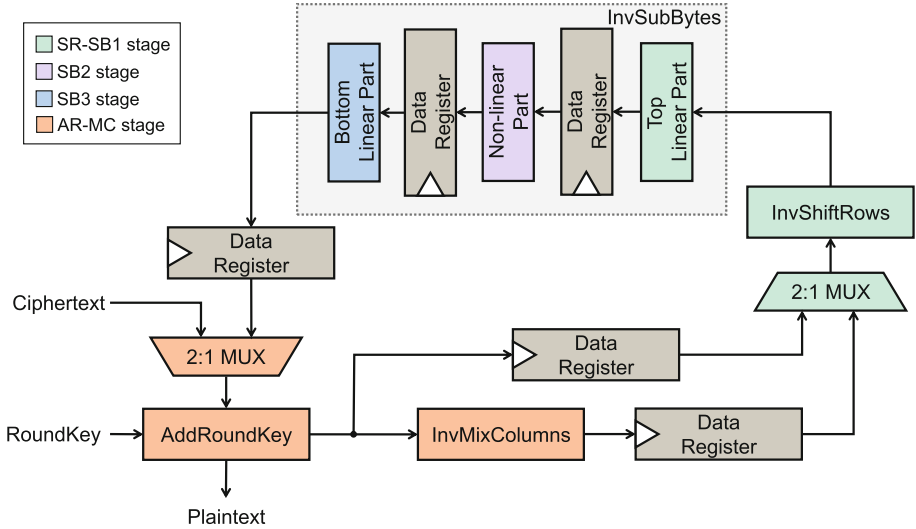 InvSubBytes
SR-SB1 stage
SB2 stage
SB3 stage
AR-MC stage
Bottom
Linear Part
Data
Register
Non-linear
Part
Data
Register
Top
Linear Part
InvShiftRows
Data
Register
Ciphertext
2:1 MUX
2:1 MUX
Data
Register
RoundKey
AddRoundKey
InvMixColumns
Data
Register
Plaintext